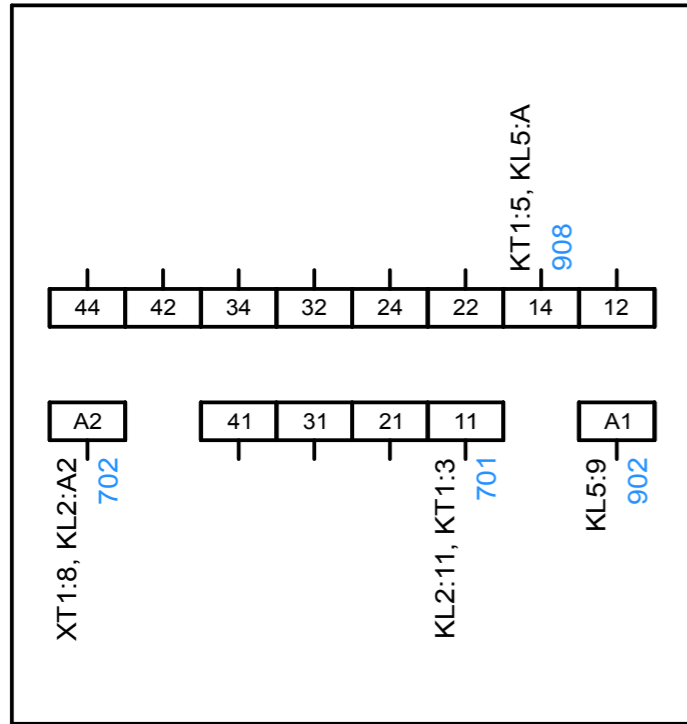 KT1:5, KL5:A
908
44 42 34 32 24 22 14 12
A2 41 31 21 11 A1
XT1:8, KL2:A2
702
KL2:11, KT1:3
701
KL5:9
902